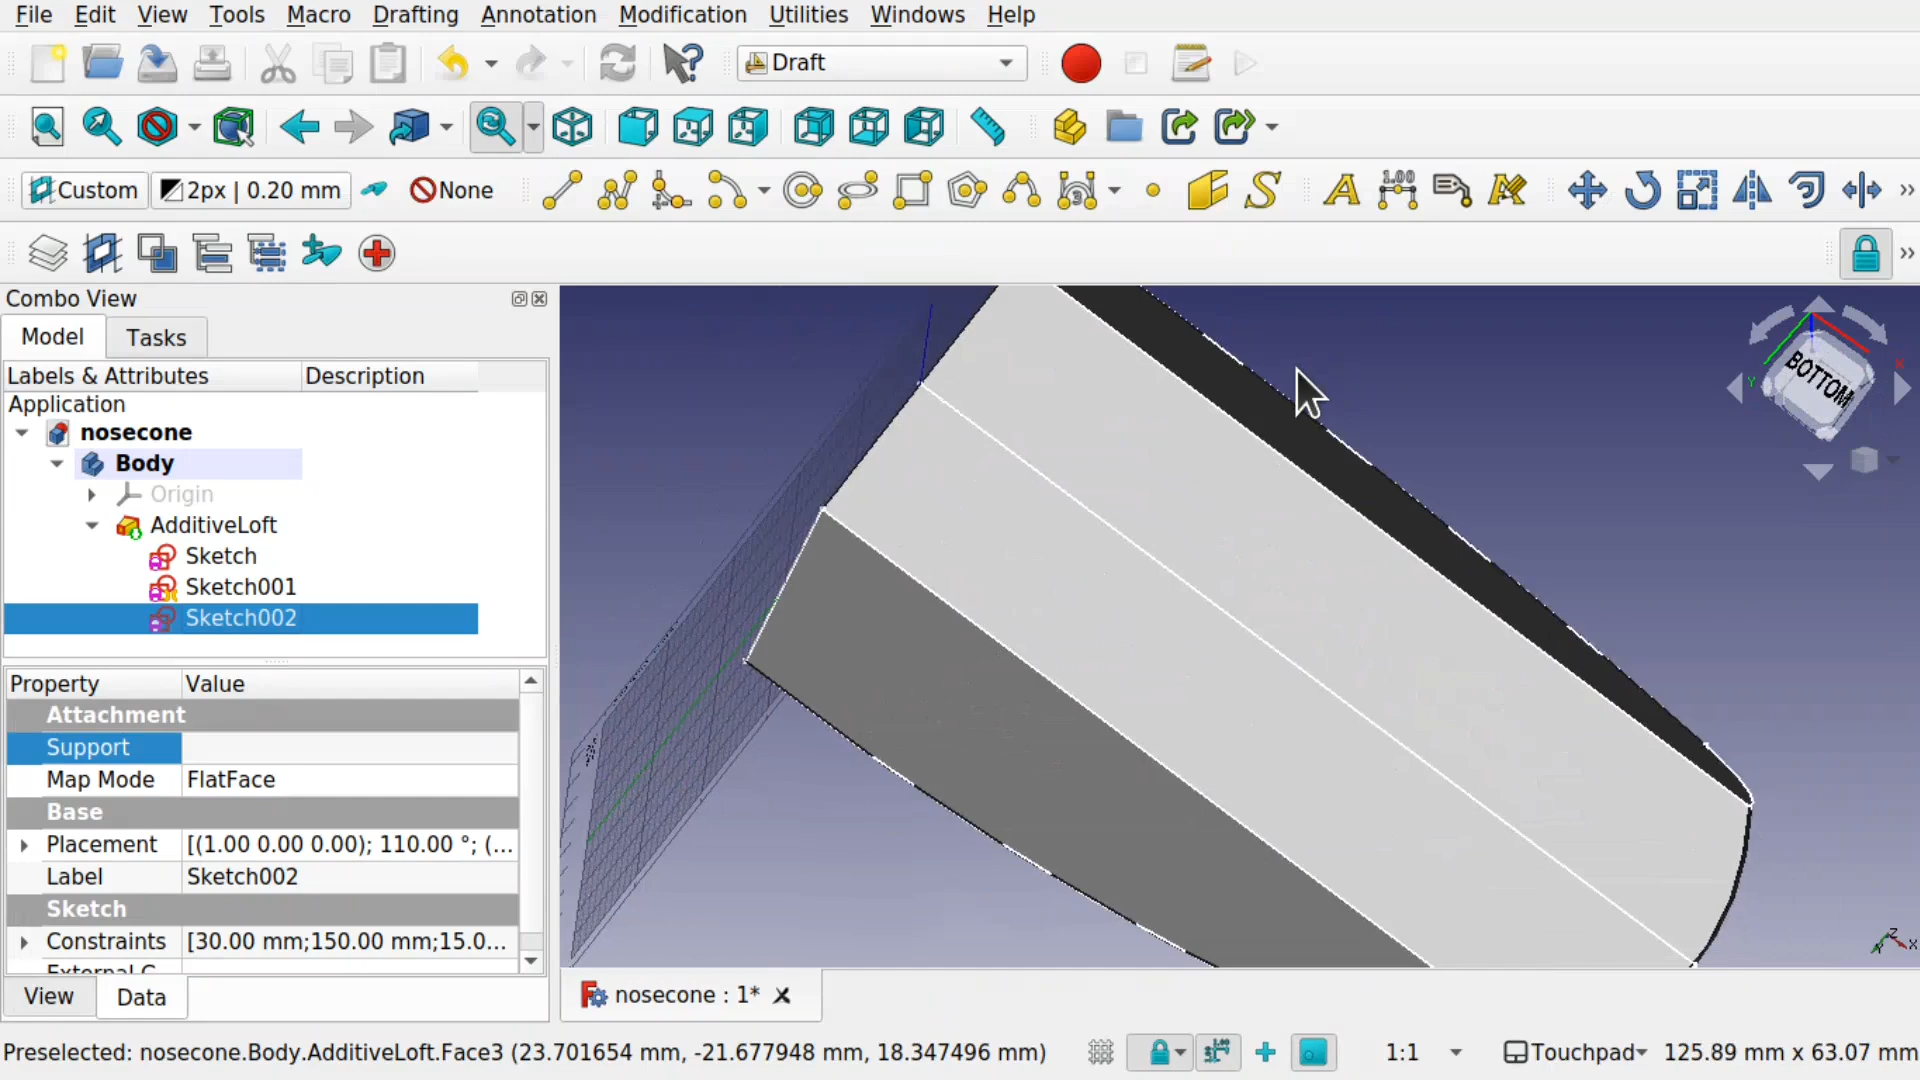 File Edit View Tools Macro Drafting Annotation Modification Utilities Windows Help
Draft
Custom 2px | 0.20 mm None 1.00
Combo View
Model Tasks
Labels & Attributes Description
Application
nosecone
Body
Origin
AdditiveLoft
Sketch
Sketch001
Sketch002
Property Value
Attachment
Support
Map Mode FlatFace
Base
Placement [(1.00 0.00 0.00); 110.00 °; (...
Label Sketch002
Sketch
Constraints [30.00 mm;150.00 mm;15.0...
View Data
BOTTOM
X
Y
Z
X
nosecone : 1*
Preselected: nosecone.Body.AdditiveLoft.Face3 (23.701654 mm, -21.677948 mm, 18.347496 mm) 1:1 Touchpad 125.89 mm x 63.07 mm